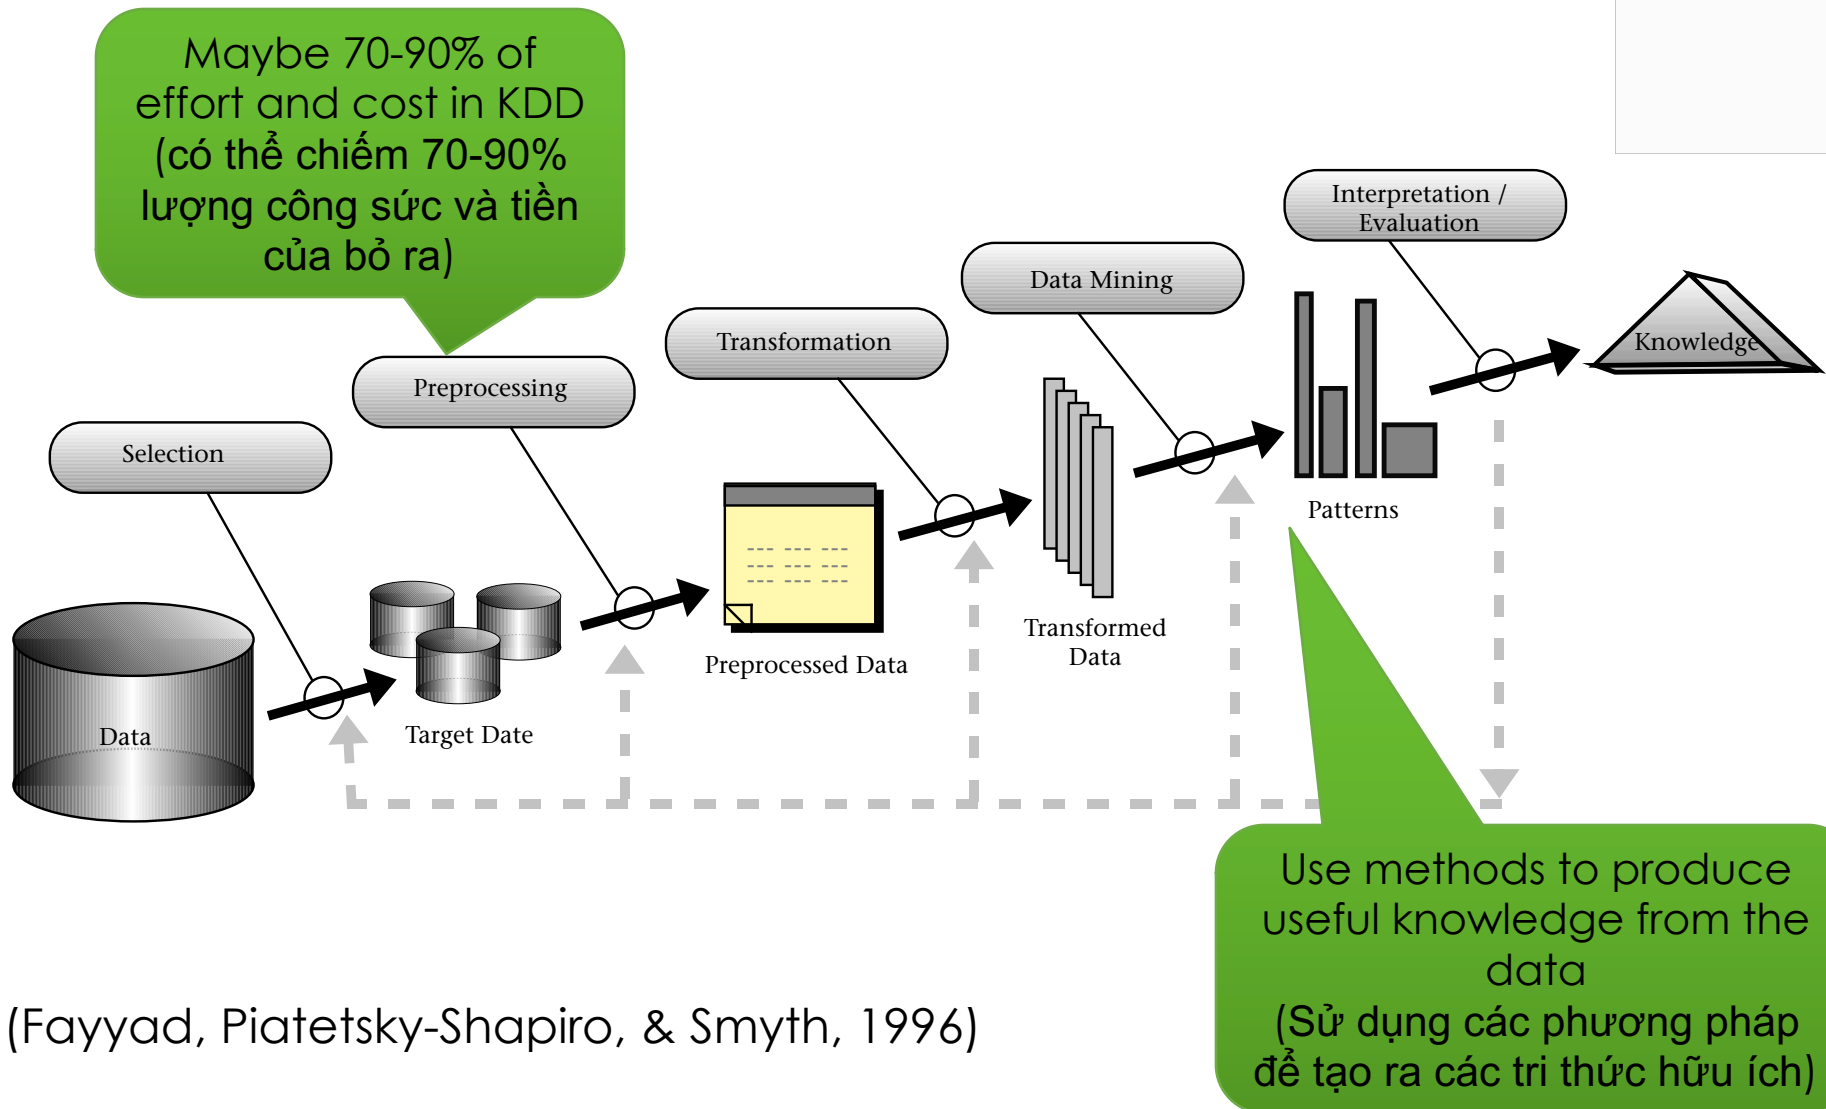 Maybe 70-90% of
effort and cost in KDD
(có thể chiếm 70-90%
lượng công sức và tiền
của bỏ ra)
Interpretation /
Evaluation
Data Mining
Transformation
Preprocessing
Selection
Knowledge
Patterns
Transformed
Data
Preprocessed Data
Target Date
Data
Use methods to produce
useful knowledge from the
data
(Sử dụng các phương pháp
để tạo ra các tri thức hữu ích)
(Fayyad, Piatetsky-Shapiro, & Smyth, 1996)